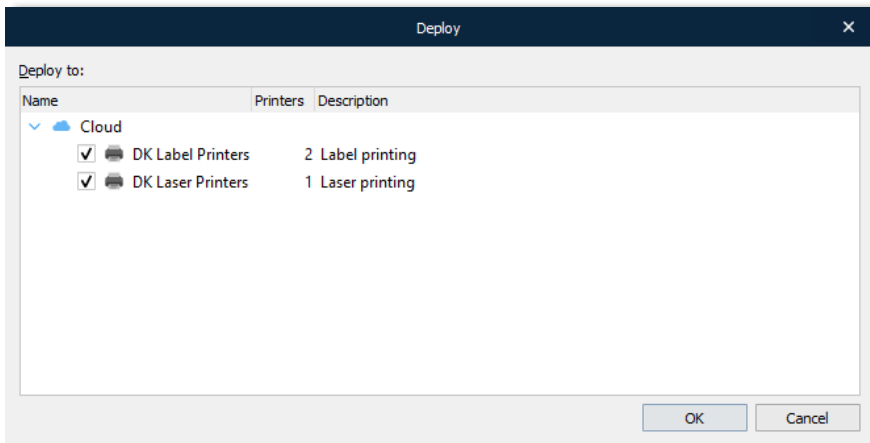 Deploy
Deploy to:
Name Printers Description
Cloud
DK Label Printers 2 Label printing
DK Laser Printers 1 Laser printing
OK Cancel